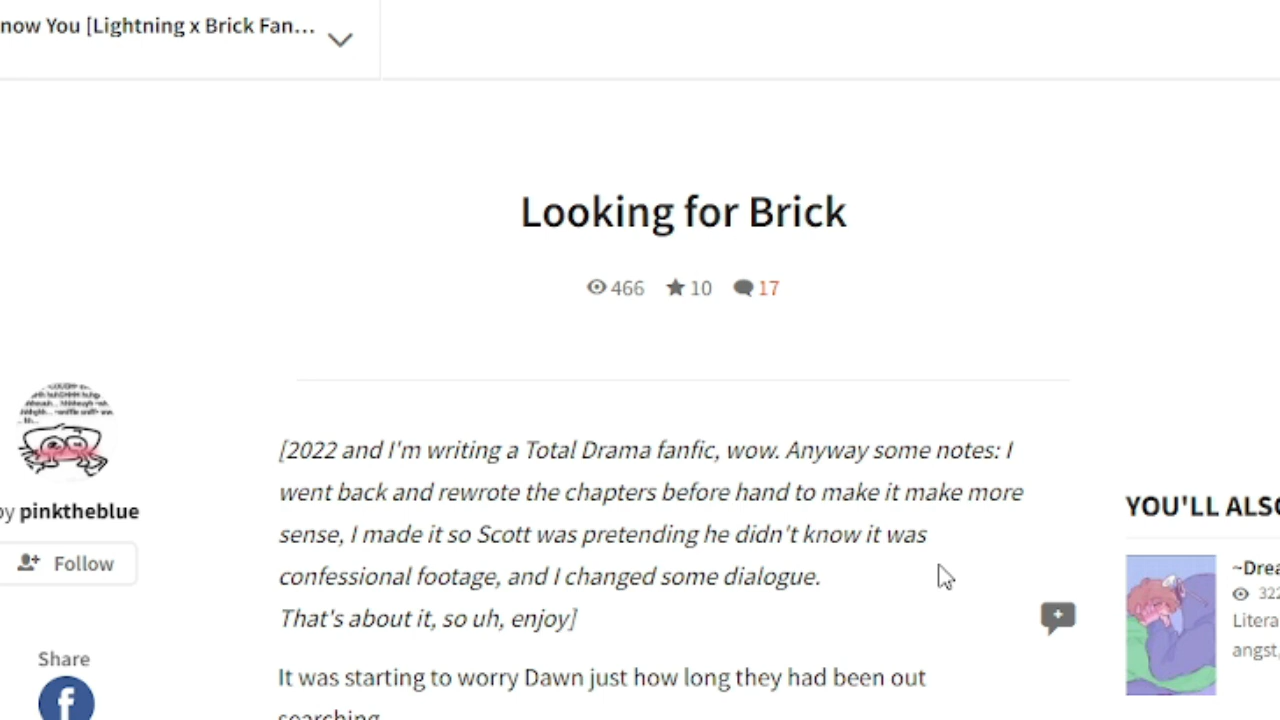 now You [Lightning x Brick Fan...
Looking for Brick
466 10 17
by pinktheblue
Follow
Share
[2022 and I'm writing a Total Drama fanfic, wow. Anyway some notes: I
went back and rewrote the chapters before hand to make it make more
sense, I made it so Scott was pretending he didn't know it was
confessional footage, and I changed some dialogue.
That's about it, so uh, enjoy]
It was starting to worry Dawn just how long they had been out
searching.
YOU'LL ALSO
~Drea
322
Litera
angst,